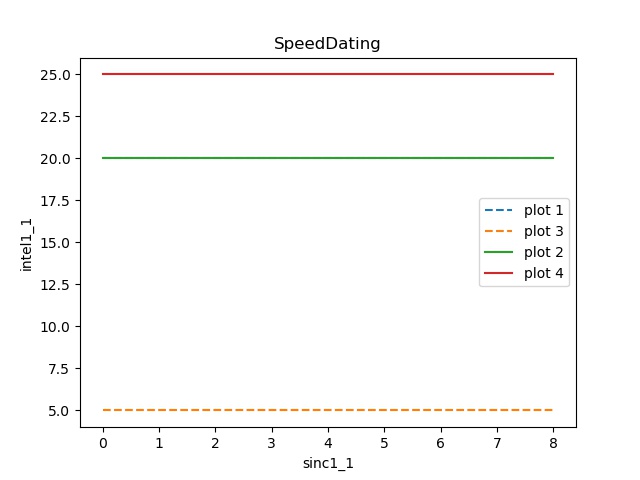 SpeedDating
25.0
22.5
20.0
17.5
15.0
12.5
10.0
7.5
5.0
intel1_1
plot 1
plot 3
plot 2
plot 4
0 1 2 3 4 5 6 7 8
sinc1_1